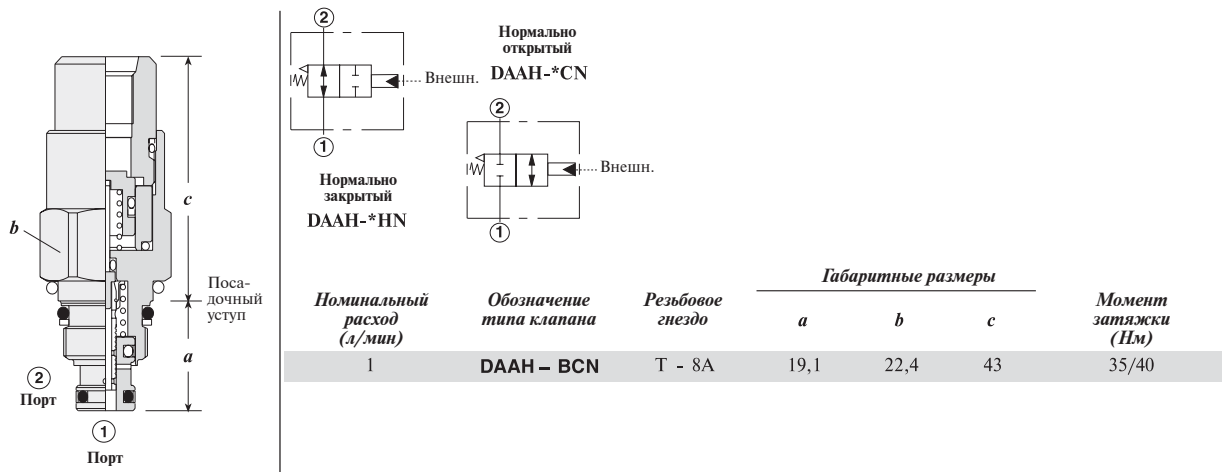 c
b
Поса-
дочный
уступ
a
2
Порт
1
Порт
2
Внешн.
1
Нормально
открытый
DAAH-*CN
Нормально
закрытый
DAAH-*HN
2
Внешн.
1
Габаритные размеры
Номинальный
расход
(л/мин)
Обозначение
типа клапана
Резьбовое
гнездо
a
b
c
Момент
затяжки
(Нм)
1 DAAH – BCN T - 8A 19,1 22,4 43 35/40